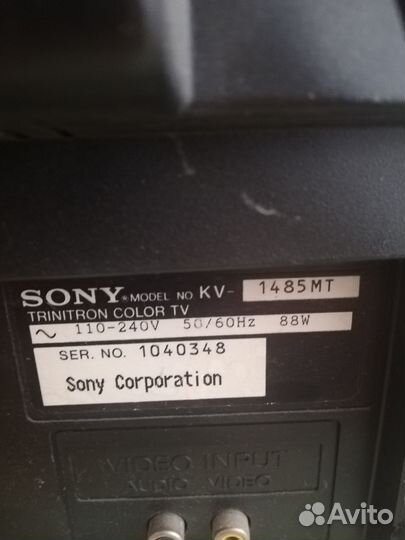 SONY® MODEL NO KV- 1485MT
TRINITRON COLOR TV
~ 110-240V 50/60Hz 88W
SER. NO. 1040348
Sony Corporation
VIDEO INPUT
AUDIO VIDEO
Avito